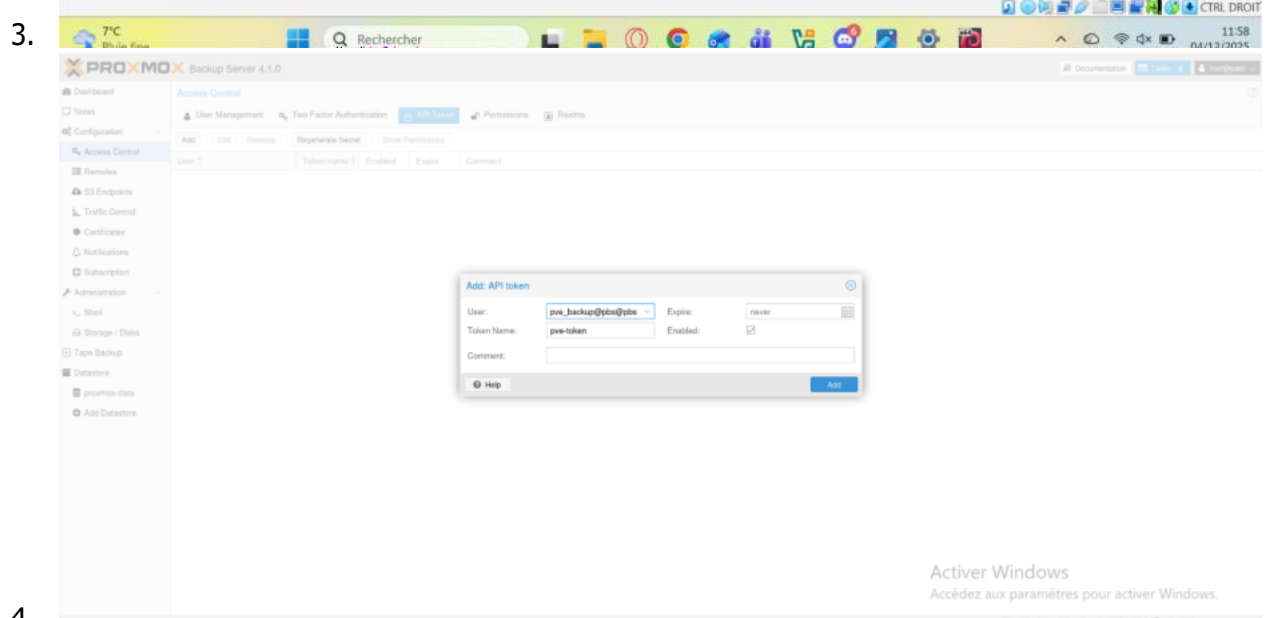 CTRL DROIT
3.
7°C
Pluie fine
Rechercher
11:58
04/12/2025
PROXMOX Backup Server 4.1.0
Documentation
Tasks
root@pam
Dashboard
Access Control
Notes
User Management Two Factor Authentication API Token Permissions Realms
Configuration
Add Edit Remove Regenerate Secret Show Permissions
Access Control
User Token name Enabled Expire Comment
Remotes
S3 Endpoints
Traffic Control
Certificates
Notifications
Subscription
Administration
Shell
Storage / Disks
Tape Backup
Datastore
proxmox-data
Add Datastore
Add: API token
User: pve_backup@pbs@pbs Expire: never
Token Name: pve-token Enabled:
Comment:
Help Add
Activer Windows
Accédez aux paramètres pour activer Windows.
4.